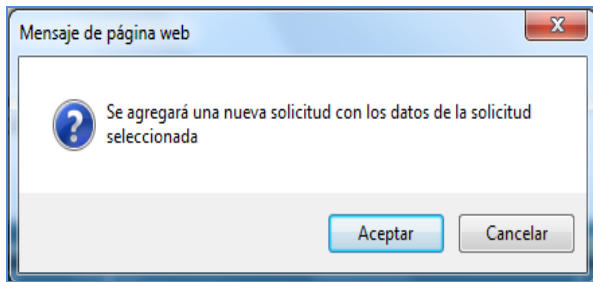 Mensaje de página web
Se agregará una nueva solicitud con los datos de la solicitud
seleccionada
Aceptar Cancelar